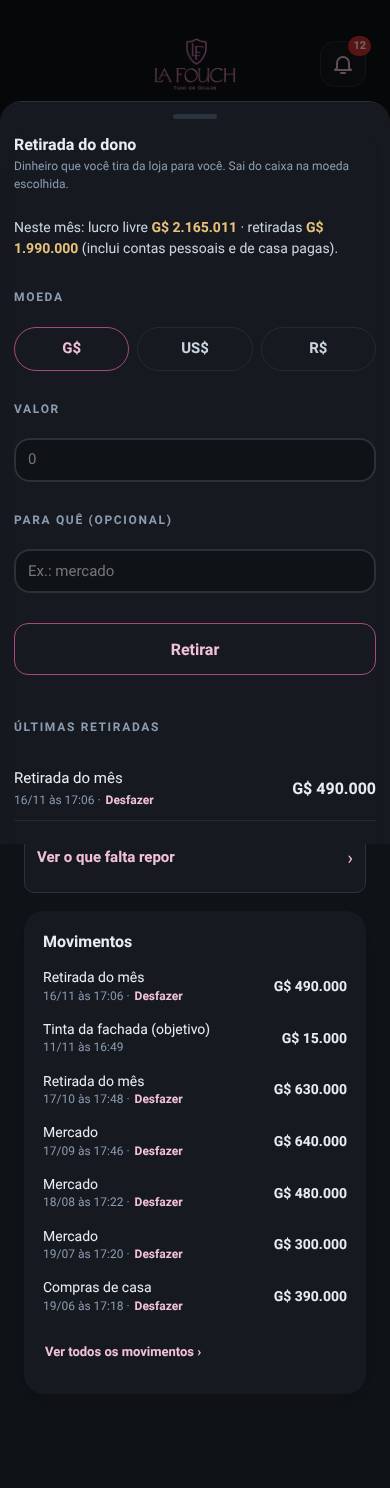 LF
LA FOUCH
Tudo de Óculos
12
Retirada do dono
Dinheiro que você tira da loja para você. Sai do caixa na moeda
escolhida.
Neste mês: lucro livre G$ 2.165.011 · retiradas G$
1.990.000 (inclui contas pessoais e de casa pagas).
MOEDA
G$ US$ R$
VALOR
0
PARA QUÊ (OPCIONAL)
Ex.: mercado
Retirar
ÚLTIMAS RETIRADAS
Retirada do mês
16/11 às 17:06 · Desfazer
G$ 490.000
Ver o que falta repor ›
Movimentos
Retirada do mês
16/11 às 17:06 · Desfazer
G$ 490.000
Tinta da fachada (objetivo)
11/11 às 16:49
G$ 15.000
Retirada do mês
17/10 às 17:48 · Desfazer
G$ 630.000
Mercado
17/09 às 17:46 · Desfazer
G$ 640.000
Mercado
18/08 às 17:22 · Desfazer
G$ 480.000
Mercado
19/07 às 17:20 · Desfazer
G$ 300.000
Compras de casa
19/06 às 17:18 · Desfazer
G$ 390.000
Ver todos os movimentos ›